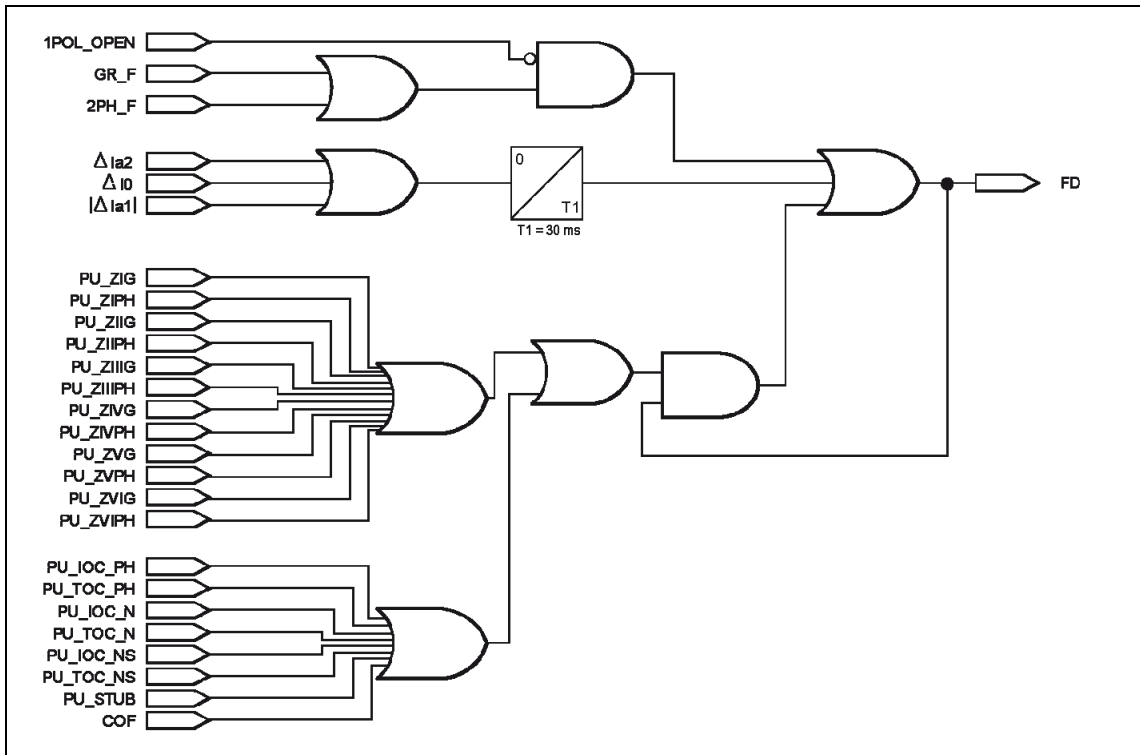 1POL_OPEN
GR_F
2PH_F
Δ Ia2
Δ I0
|Δ Ia1|
0
T1
T1 = 30 ms
FD
PU_ZIG
PU_ZIPH
PU_ZIIG
PU_ZIIPH
PU_ZIIIG
PU_ZIIIPH
PU_ZIVG
PU_ZIVPH
PU_ZVG
PU_ZVPH
PU_ZVIG
PU_ZVIPH
PU_IOC_PH
PU_TOC_PH
PU_IOC_N
PU_TOC_N
PU_IOC_NS
PU_TOC_NS
PU_STUB
COF